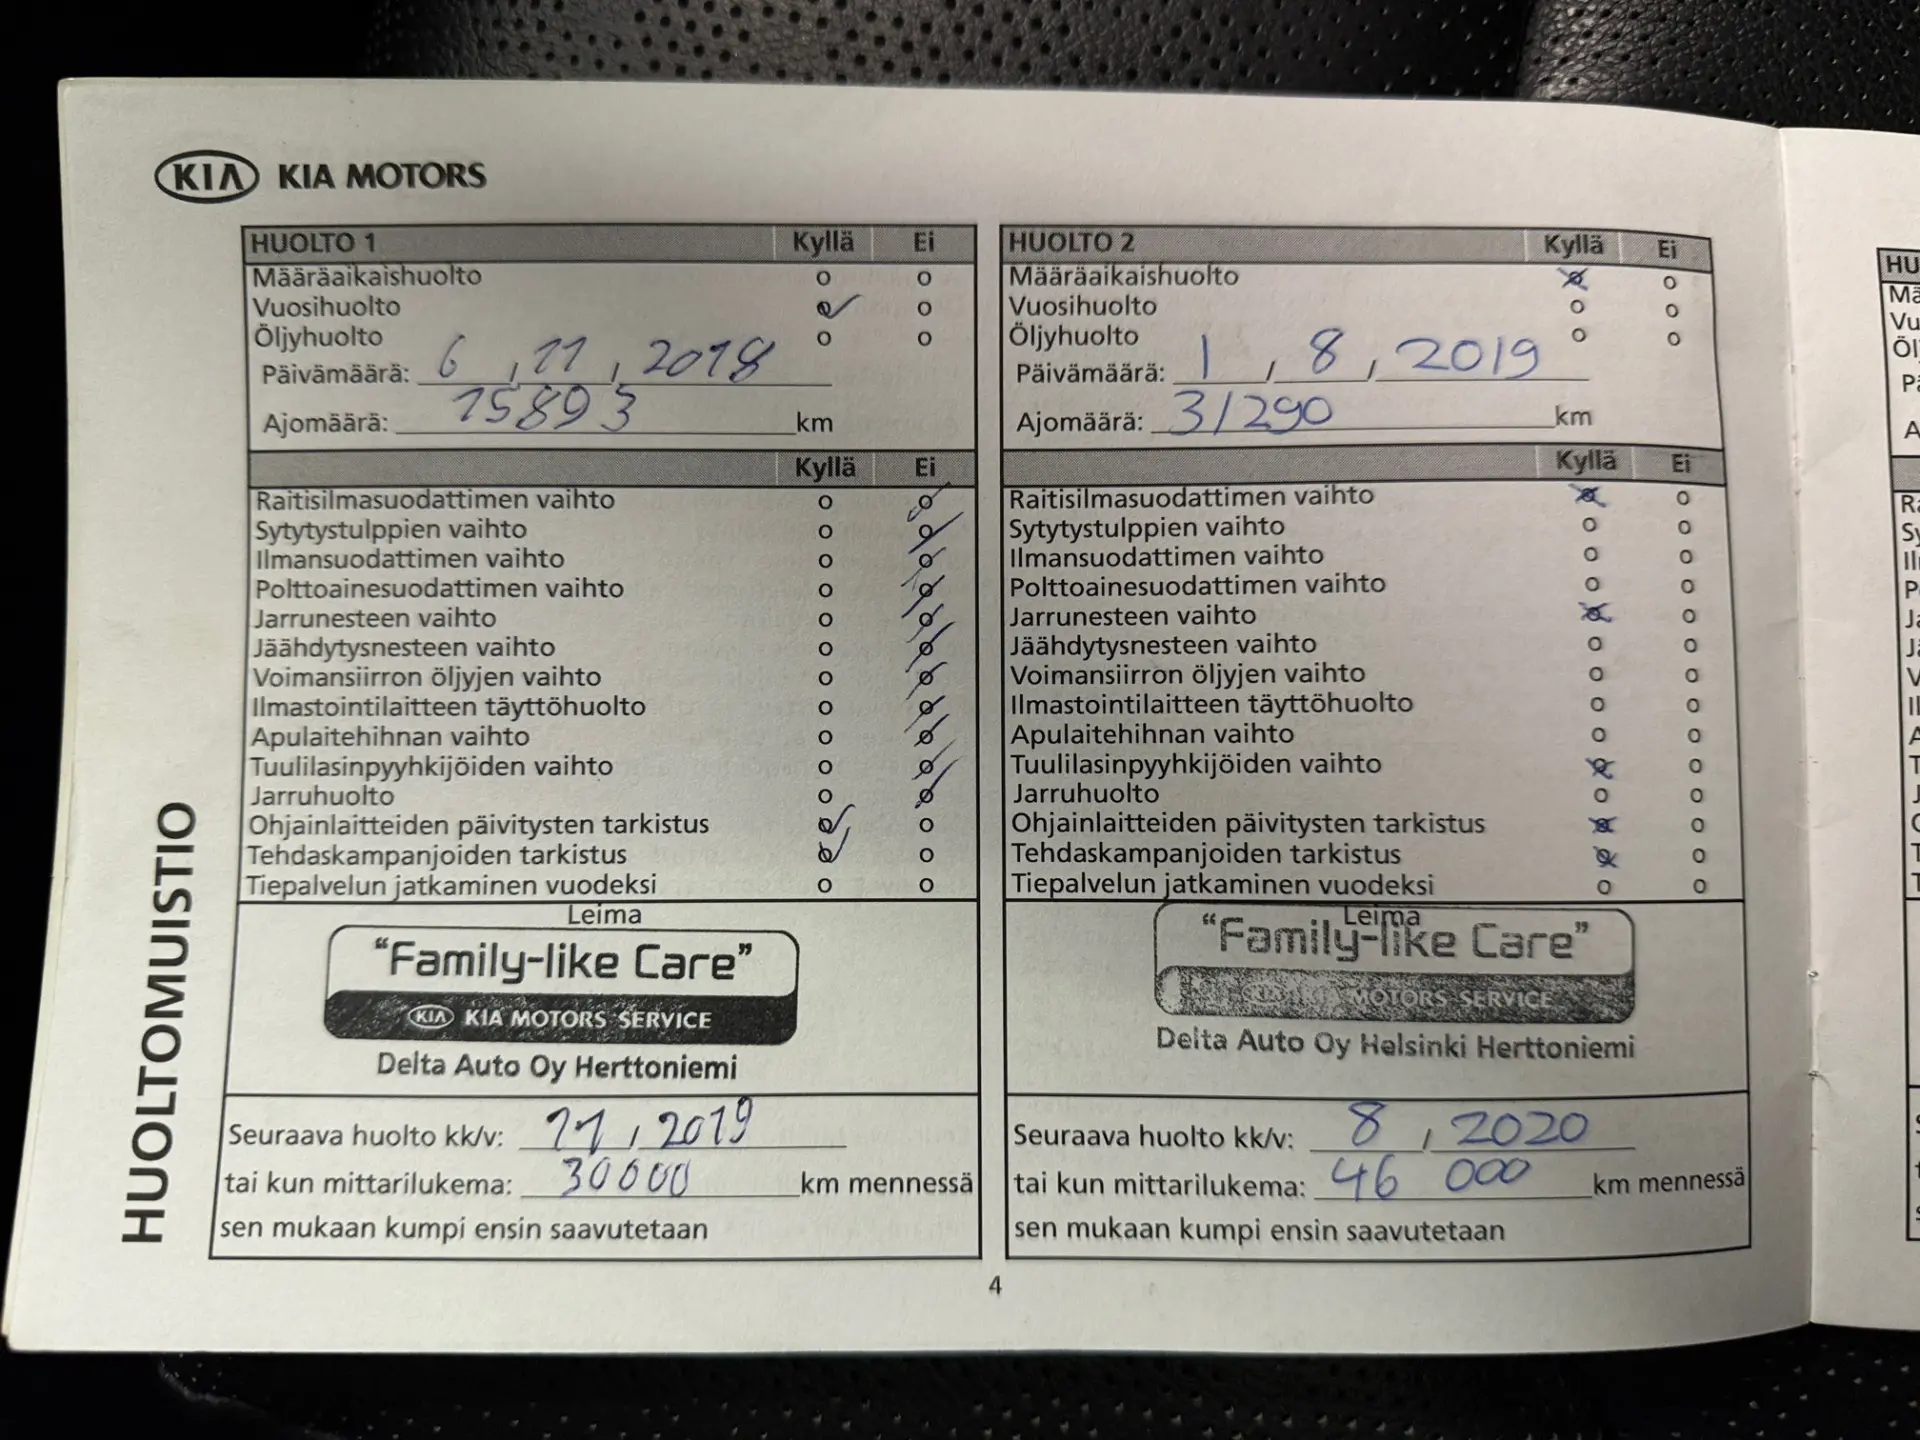 KIA KIA MOTORS
HUOLTOMUISTIO
HUOLTO 1 Kyllä Ei
Määräaikaishuolto o o
Vuosihuolto o o
Öljyhuolto o o
Päivämäärä: 6 , 11 , 2018
Ajomäärä: 15893 km
Kyllä Ei
Raitisilmasuodattimen vaihto o o
Sytytystulppien vaihto o o
Ilmansuodattimen vaihto o o
Polttoainesuodattimen vaihto o o
Jarrunesteen vaihto o o
Jäähdytysnesteen vaihto o o
Voimansiirron öljyjen vaihto o o
Ilmastointilaitteen täyttöhuolto o o
Apulaitehihnan vaihto o o
Tuulilasinpyyhkijöiden vaihto o o
Jarruhuolto o o
Ohjainlaitteiden päivitysten tarkistus o o
Tehdaskampanjoiden tarkistus o o
Tiepalvelun jatkaminen vuodeksi o o
Leima
“Family-like Care”
KIA KIA MOTORS SERVICE
Delta Auto Oy Herttoniemi
Seuraava huolto kk/v: 11 , 2019
tai kun mittarilukema: 30000 km mennessä
sen mukaan kumpi ensin saavutetaan
HUOLTO 2 Kyllä Ei
Määräaikaishuolto o o
Vuosihuolto o o
Öljyhuolto o o
Päivämäärä: 1 , 8 , 2019
Ajomäärä: 31290 km
Kyllä Ei
Raitisilmasuodattimen vaihto o o
Sytytystulppien vaihto o o
Ilmansuodattimen vaihto o o
Polttoainesuodattimen vaihto o o
Jarrunesteen vaihto o o
Jäähdytysnesteen vaihto o o
Voimansiirron öljyjen vaihto o o
Ilmastointilaitteen täyttöhuolto o o
Apulaitehihnan vaihto o o
Tuulilasinpyyhkijöiden vaihto o o
Jarruhuolto o o
Ohjainlaitteiden päivitysten tarkistus o o
Tehdaskampanjoiden tarkistus o o
Tiepalvelun jatkaminen vuodeksi o o
Leima
“Family-like Care”
KIA KIA MOTORS SERVICE
Delta Auto Oy Helsinki Herttoniemi
Seuraava huolto kk/v: 8 , 2020
tai kun mittarilukema: 46 000 km mennessä
sen mukaan kumpi ensin saavutetaan
4